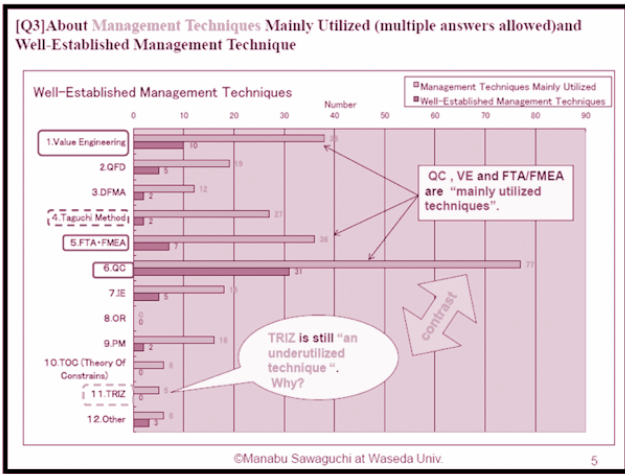 [Q3]About Management Techniques Mainly Utilized (multiple answers allowed)and
Well-Established Management Technique
Management Techniques Mainly Utilized
Well-Established Management Techniques
Well-Established Management Techniques
Number
0 10 20 30 40 50 60 70 80 90
1.Value Engineering
10
2.QFD 19
5
3.DFMA 12
2
4.Taguchi Method 27
2
5.FTA・FMEA 36
7
6.QC 77
31
7.IE
5
8.OR 0
0
9.PM 16
2
10.TOC (Theory Of
Constrains) 6
0
11.TRIZ 5
0
12.Other 6
3
QC , VE and FTA/FMEA
are "mainly utilized
techniques".
contrast
TRIZ is still "an
underutilized
technique ".
Why?
©Manabu Sawaguchi at Waseda Univ.
5